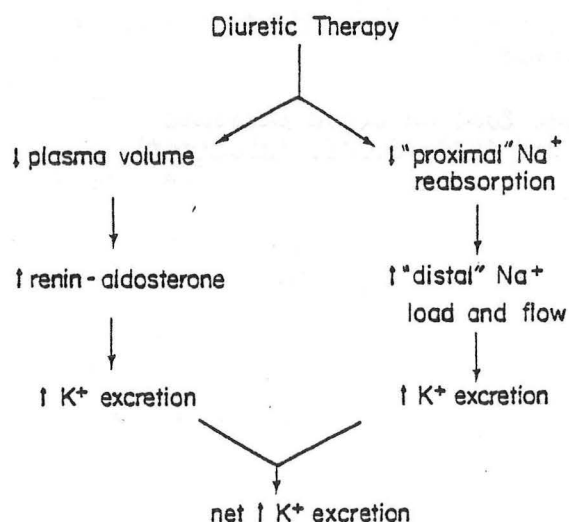 Diuretic Therapy
↓ plasma volume
↑ renin-aldosterone
↑ K⁺ excretion
↓ "proximal" Na⁺
reabsorption
↑ "distal" Na⁺
load and flow
↑ K⁺ excretion
net ↑ K⁺ excretion